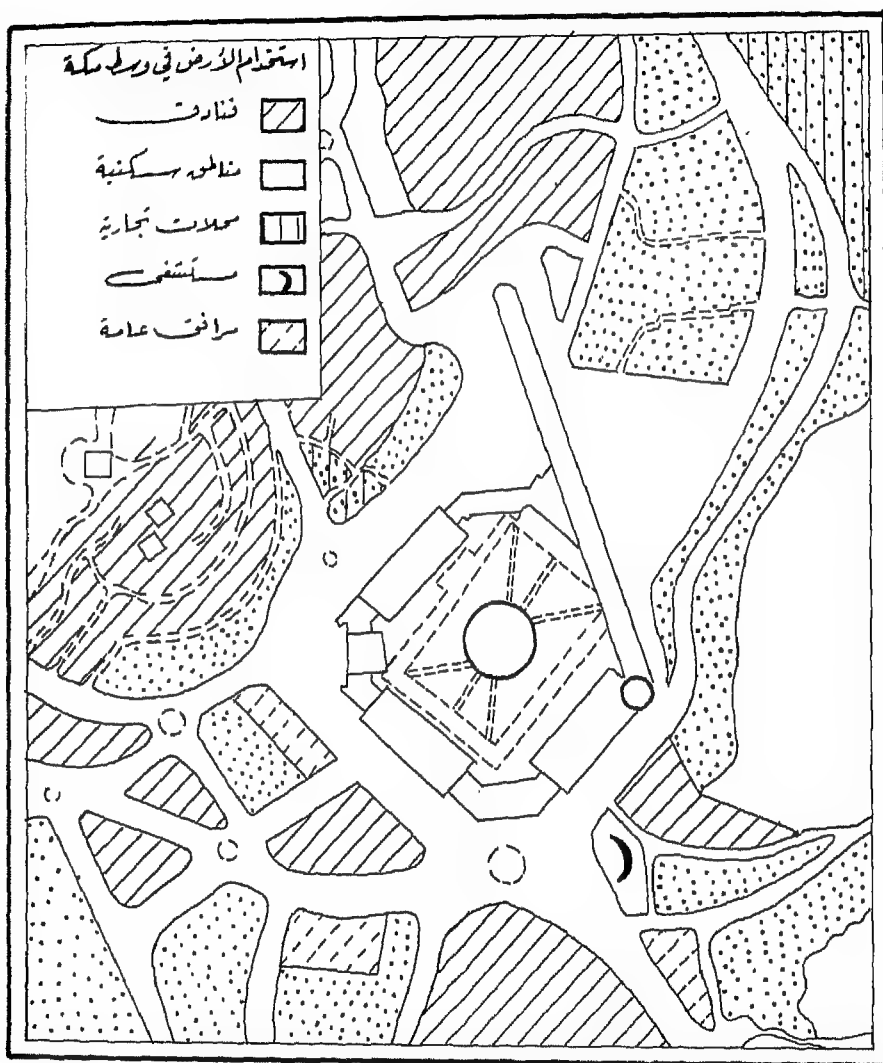 استخدام الأرض في وسط مكة
فنادق
مناطق سكنية
محلات تجارية
مستشفى
مرافق عامة